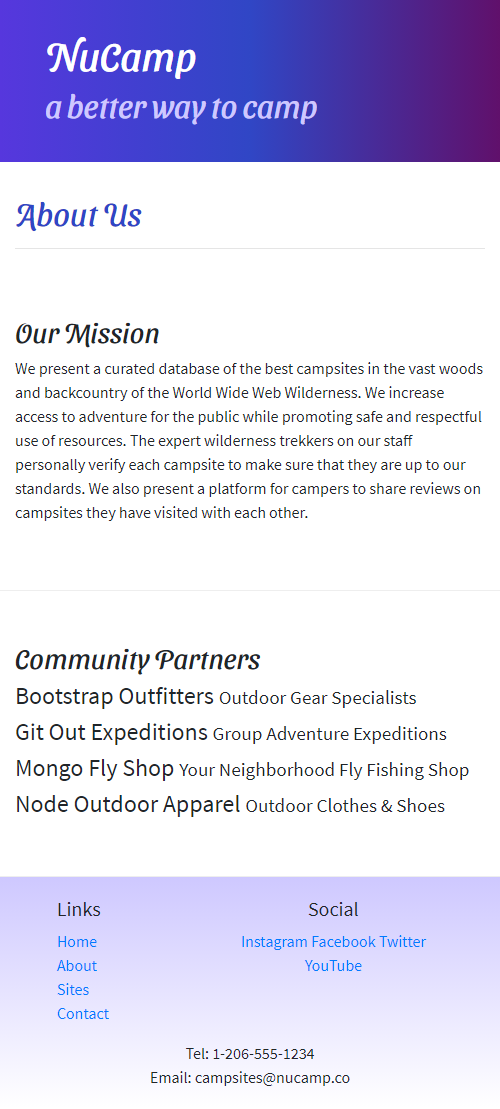 NuCamp
a better way to camp
About Us
Our Mission
We present a curated database of the best campsites in the vast woods
and backcountry of the World Wide Web Wilderness. We increase
access to adventure for the public while promoting safe and respectful
use of resources. The expert wilderness trekkers on our staff
personally verify each campsite to make sure that they are up to our
standards. We also present a platform for campers to share reviews on
campsites they have visited with each other.
Community Partners
Bootstrap Outfitters Outdoor Gear Specialists
Git Out Expeditions Group Adventure Expeditions
Mongo Fly Shop Your Neighborhood Fly Fishing Shop
Node Outdoor Apparel Outdoor Clothes & Shoes
Links
Home
About
Sites
Contact
Social
Instagram Facebook Twitter
YouTube
Tel: 1-206-555-1234
Email: campsites@nucamp.co